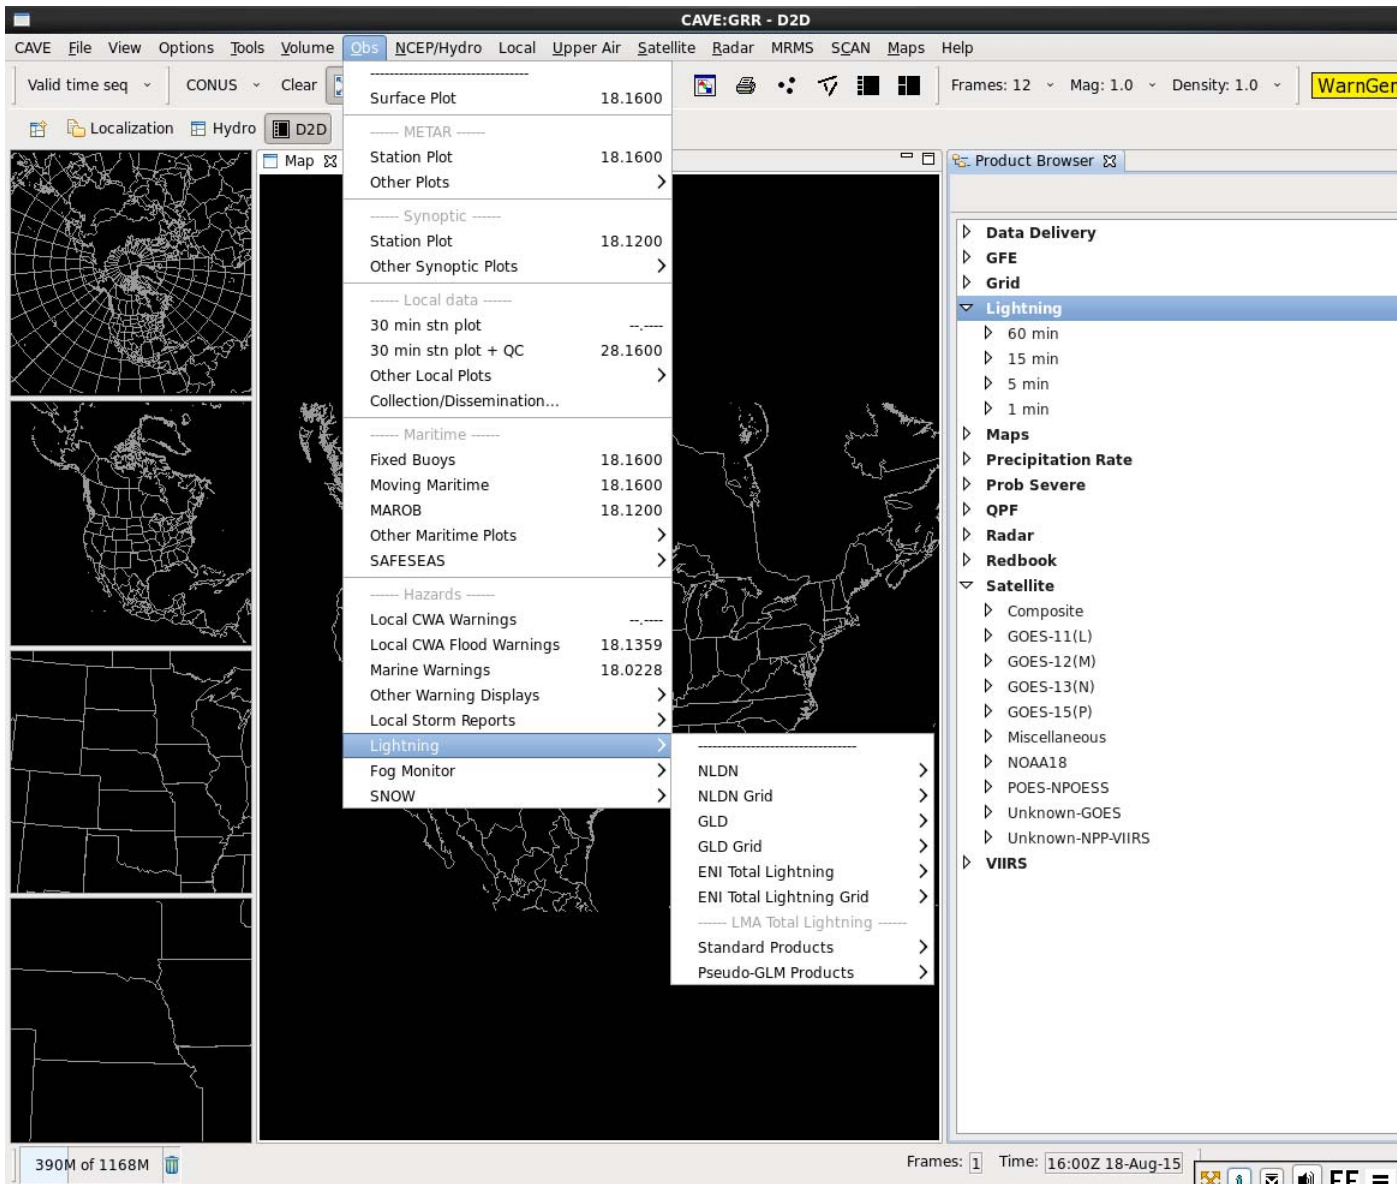 CAVE:GRR - D2D
CAVE File View Options Tools Volume Obs NCEP/Hydro Local Upper Air Satellite Radar MRMS SCAN Maps Help
Valid time seq CONUS Clear Frames: 12 Mag: 1.0 Density: 1.0 WarnGen
Localization Hydro D2D
Map
---------------------------------
Surface Plot 18.1600
------ METAR ------
Station Plot 18.1600
Other Plots
------ Synoptic ------
Station Plot 18.1200
Other Synoptic Plots
------ Local data ------
30 min stn plot --.----
30 min stn plot + QC 28.1600
Other Local Plots
Collection/Dissemination...
------ Maritime ------
Fixed Buoys 18.1600
Moving Maritime 18.1600
MAROB 18.1200
Other Maritime Plots
SAFESEAS
------ Hazards ------
Local CWA Warnings --.----
Local CWA Flood Warnings 18.1359
Marine Warnings 18.0228
Other Warning Displays
Local Storm Reports
Lightning
Fog Monitor
SNOW
---------------------------------
NLDN
NLDN Grid
GLD
GLD Grid
ENI Total Lightning
ENI Total Lightning Grid
------ LMA Total Lightning ------
Standard Products
Pseudo-GLM Products
Product Browser
Data Delivery
GFE
Grid
Lightning
60 min
15 min
5 min
1 min
Maps
Precipitation Rate
Prob Severe
QPF
Radar
Redbook
Satellite
Composite
GOES-11(L)
GOES-12(M)
GOES-13(N)
GOES-15(P)
Miscellaneous
NOAA18
POES-NPOESS
Unknown-GOES
Unknown-NPP-VIIRS
VIIRS
390M of 1168M
Frames: 1 Time: 16:00Z 18-Aug-15